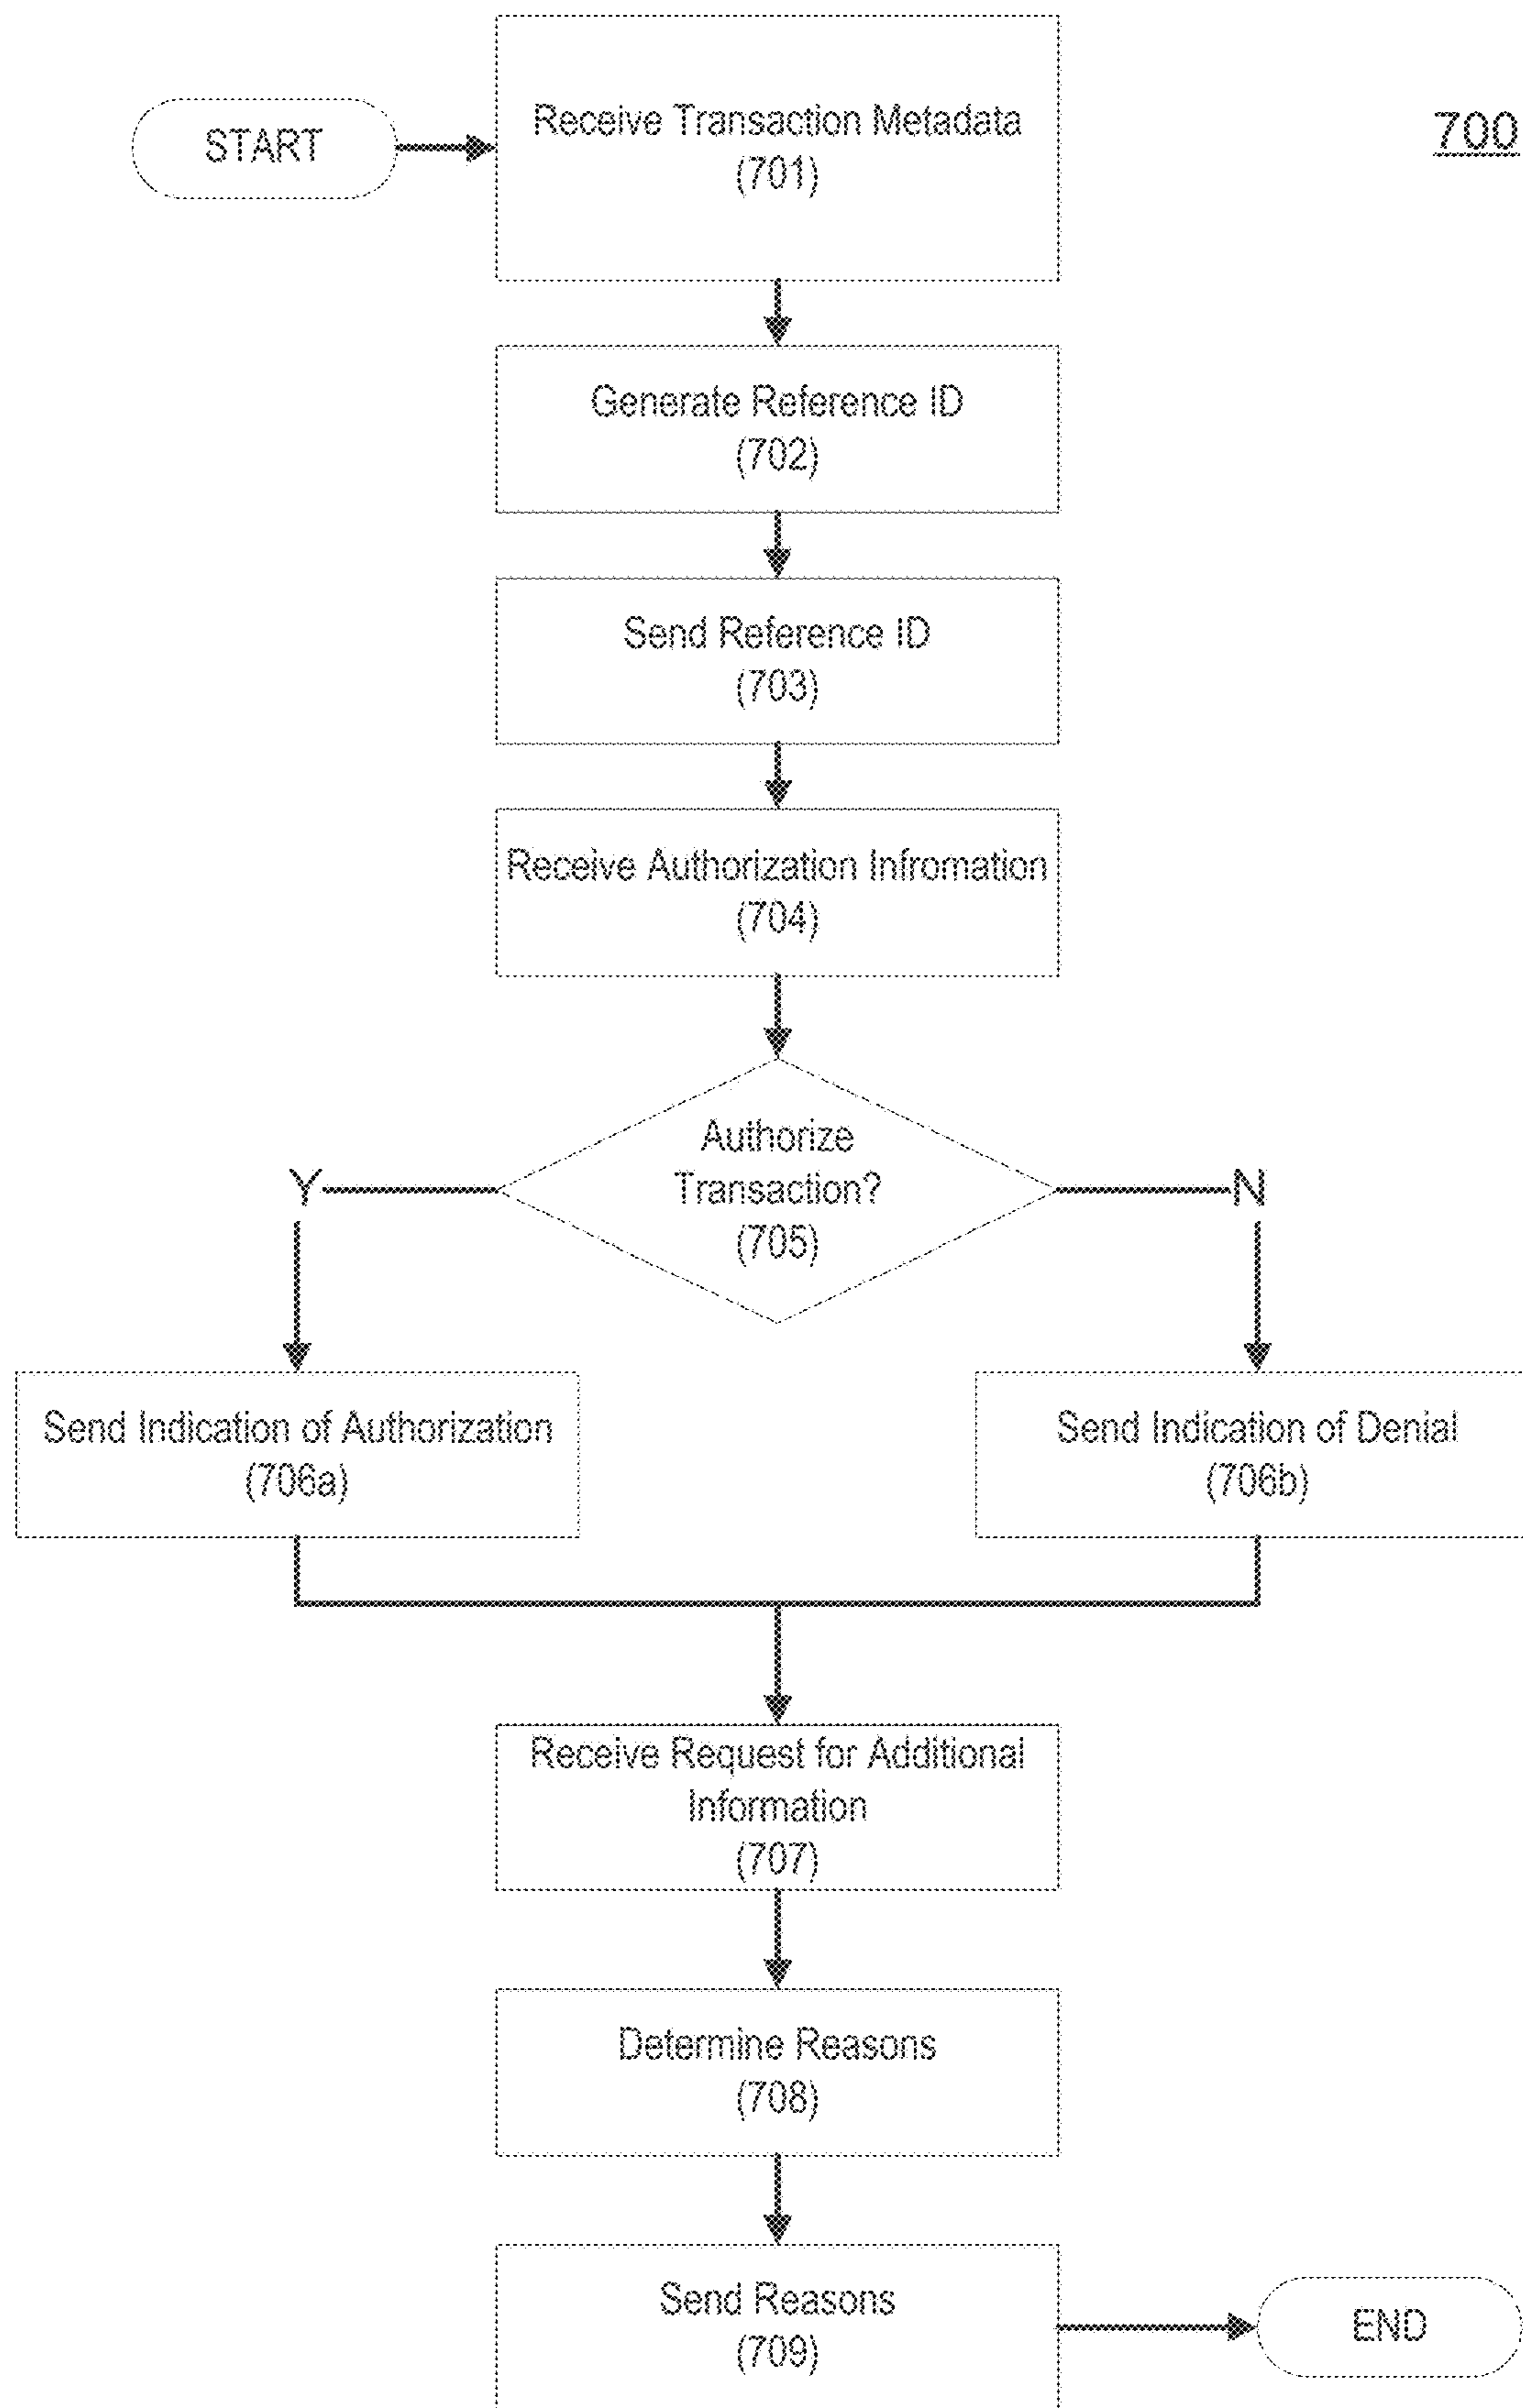 700
START
Receive Transaction Metadata
(701)
Generate Reference ID
(702)
Send Reference ID
(703)
Receive Authorization Infromation
(704)
Authorize
Transaction?
(705)
Y
N
Send Indication of Authorization
(706a)
Send Indication of Denial
(706b)
Receive Request for Additional
Information
(707)
Determine Reasons
(708)
Send Reasons
(709)
END